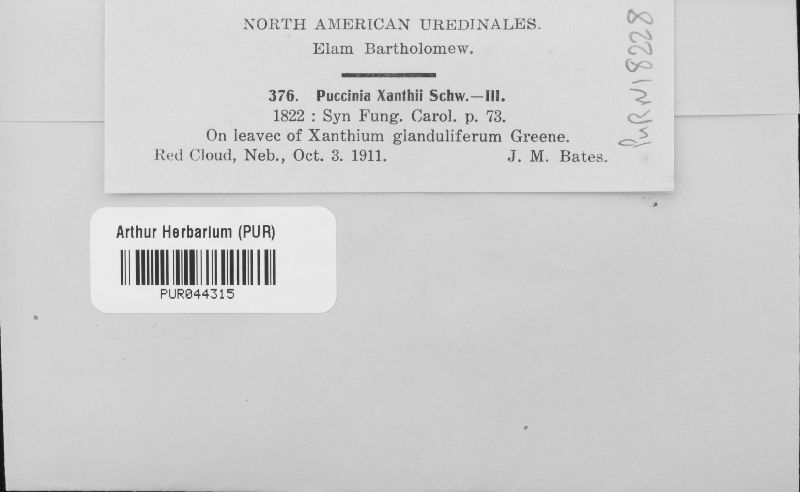 NORTH AMERICAN UREDINALES.
Elam Bartholomew.
376. Puccinia Xanthii Schw.—III.
1822 : Syn Fung. Carol. p. 73.
On leavec of Xanthium glanduliferum Greene.
Red Cloud, Neb., Oct. 3. 1911. J. M. Bates.
PUR N18228
Arthur Herbarium (PUR)
PUR044315